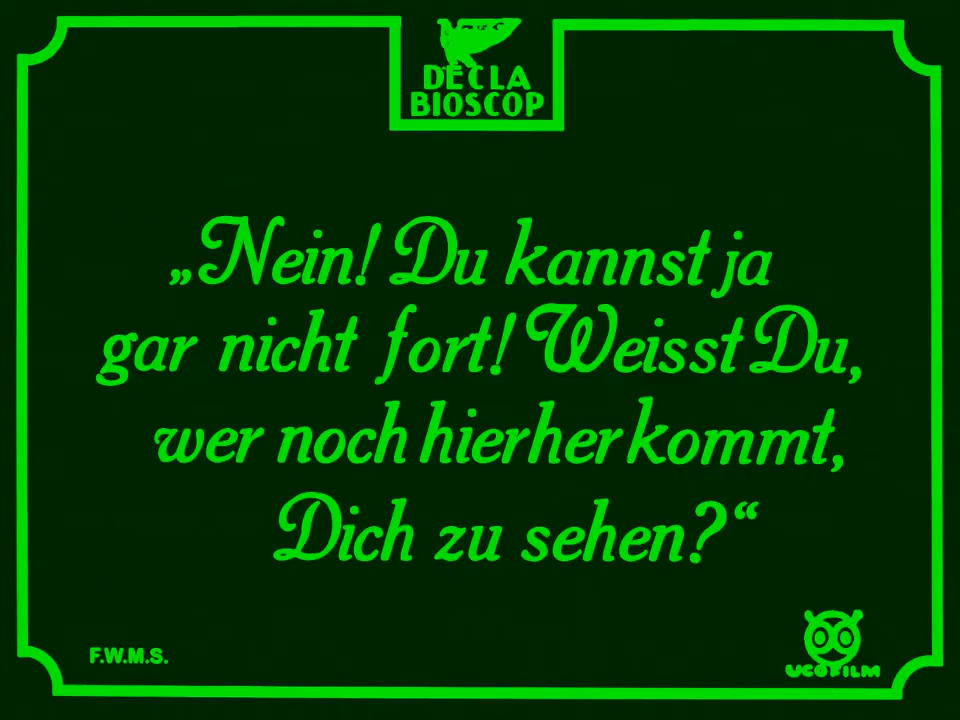 DECLA
BIOSCOP
„Nein! Du kannst ja
gar nicht fort! Weisst Du,
wer noch hierher kommt,
Dich zu sehen?“
F.W.M.S.
UCOFILM